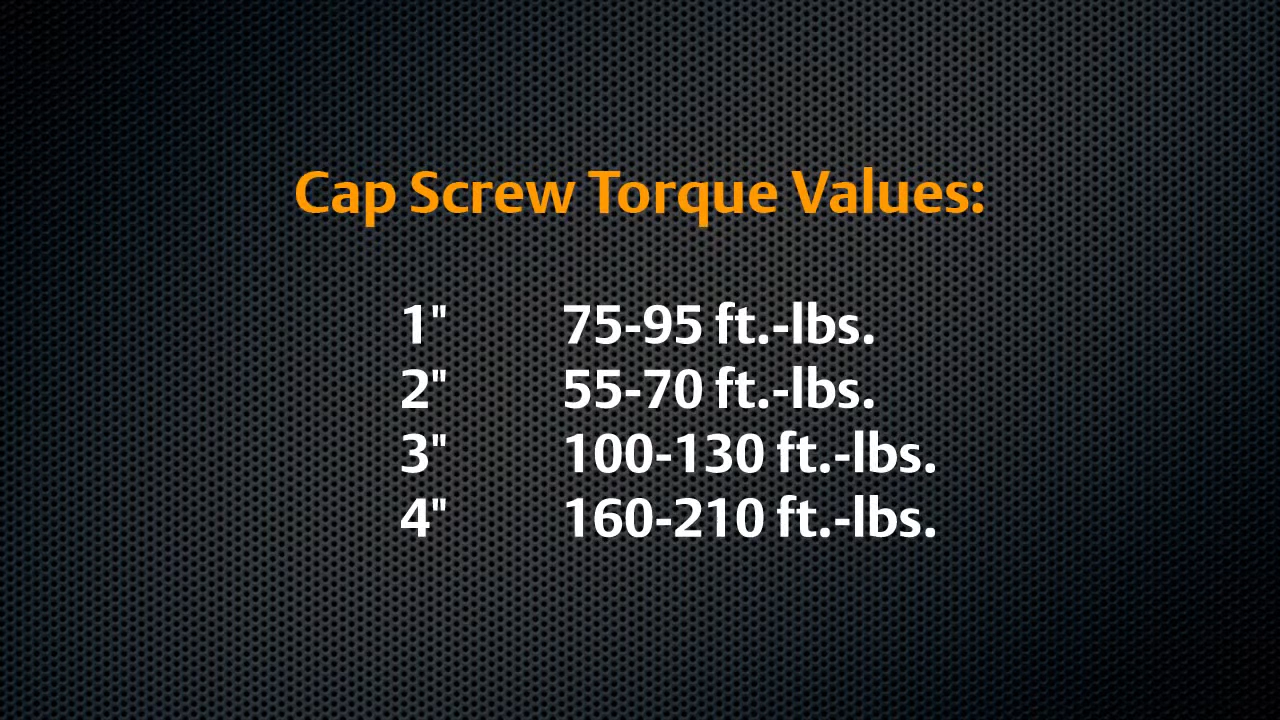 Cap Screw Torque Values:
1" 75-95 ft.-lbs.
2" 55-70 ft.-lbs.
3" 100-130 ft.-lbs.
4" 160-210 ft.-lbs.